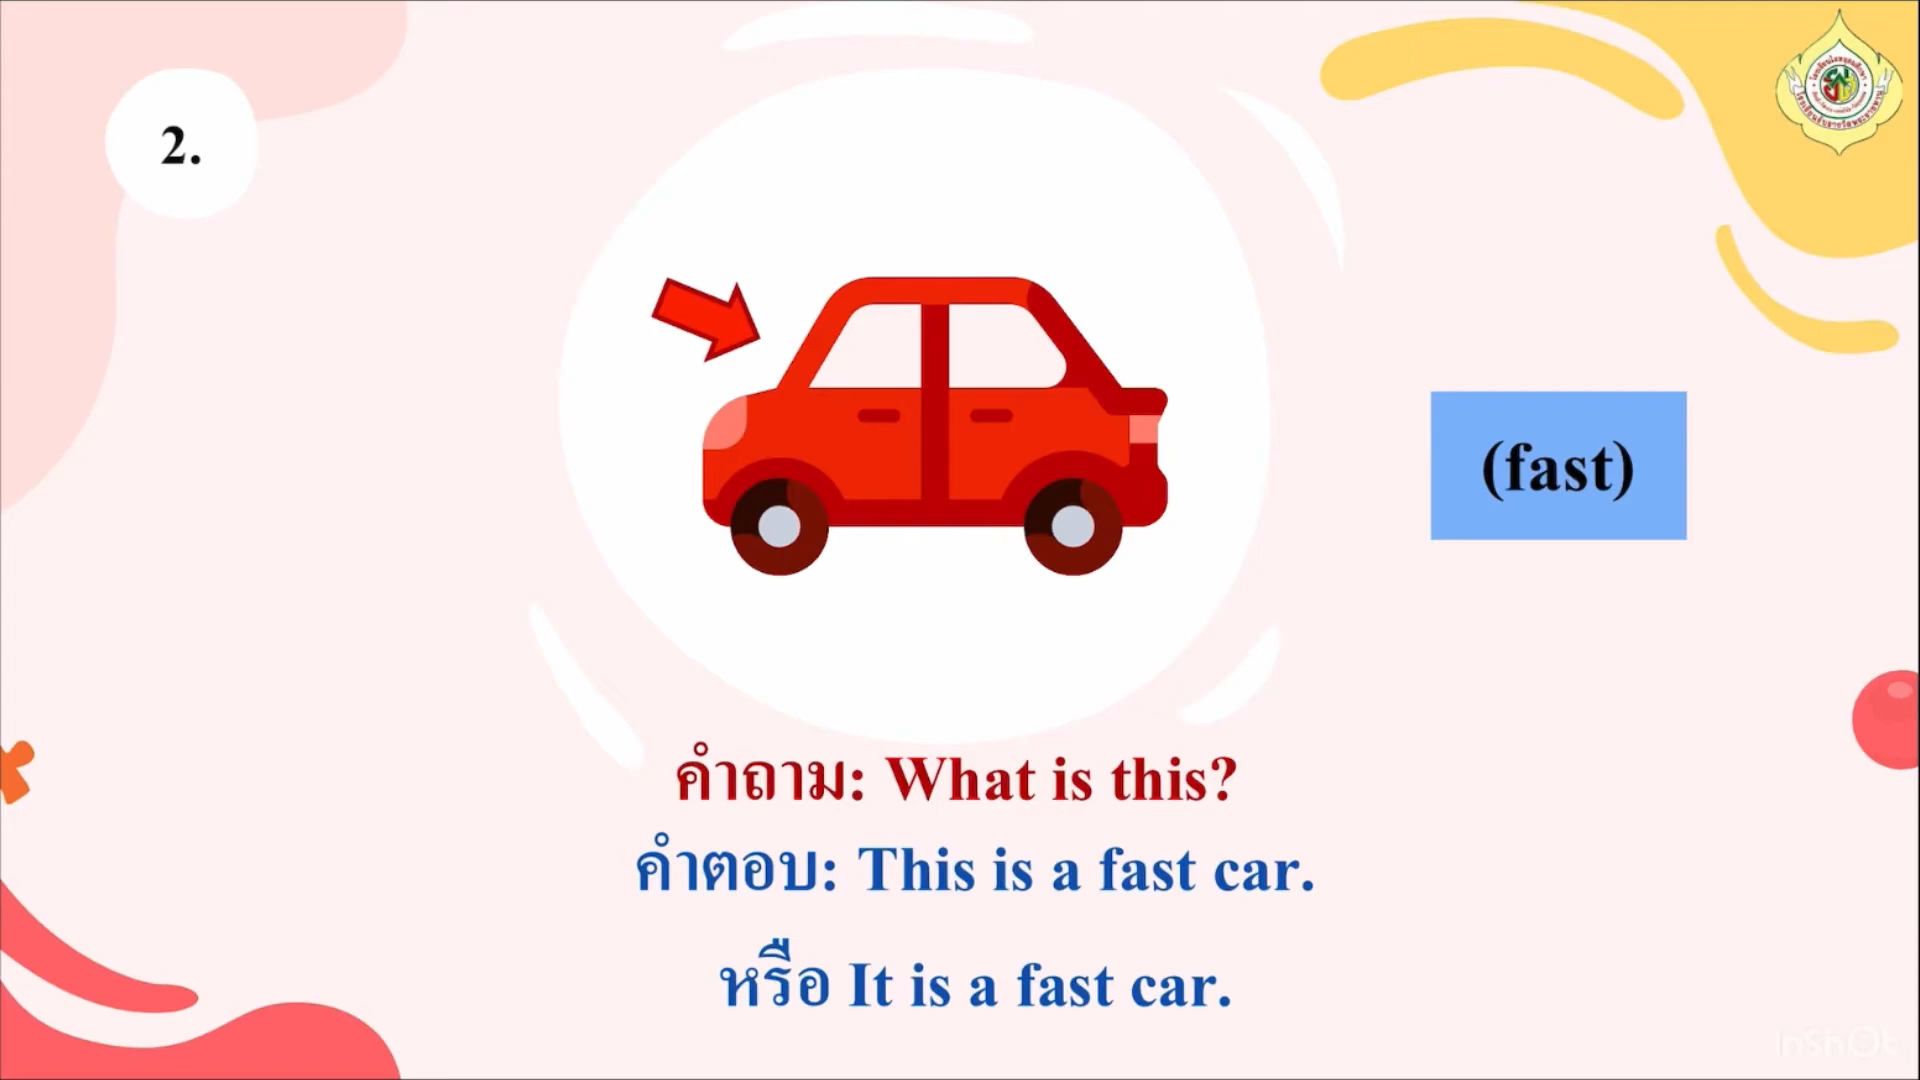 2.
(fast)
คำถาม: What is this?
คำตอบ: This is a fast car.
หรือ It is a fast car.
InShOt